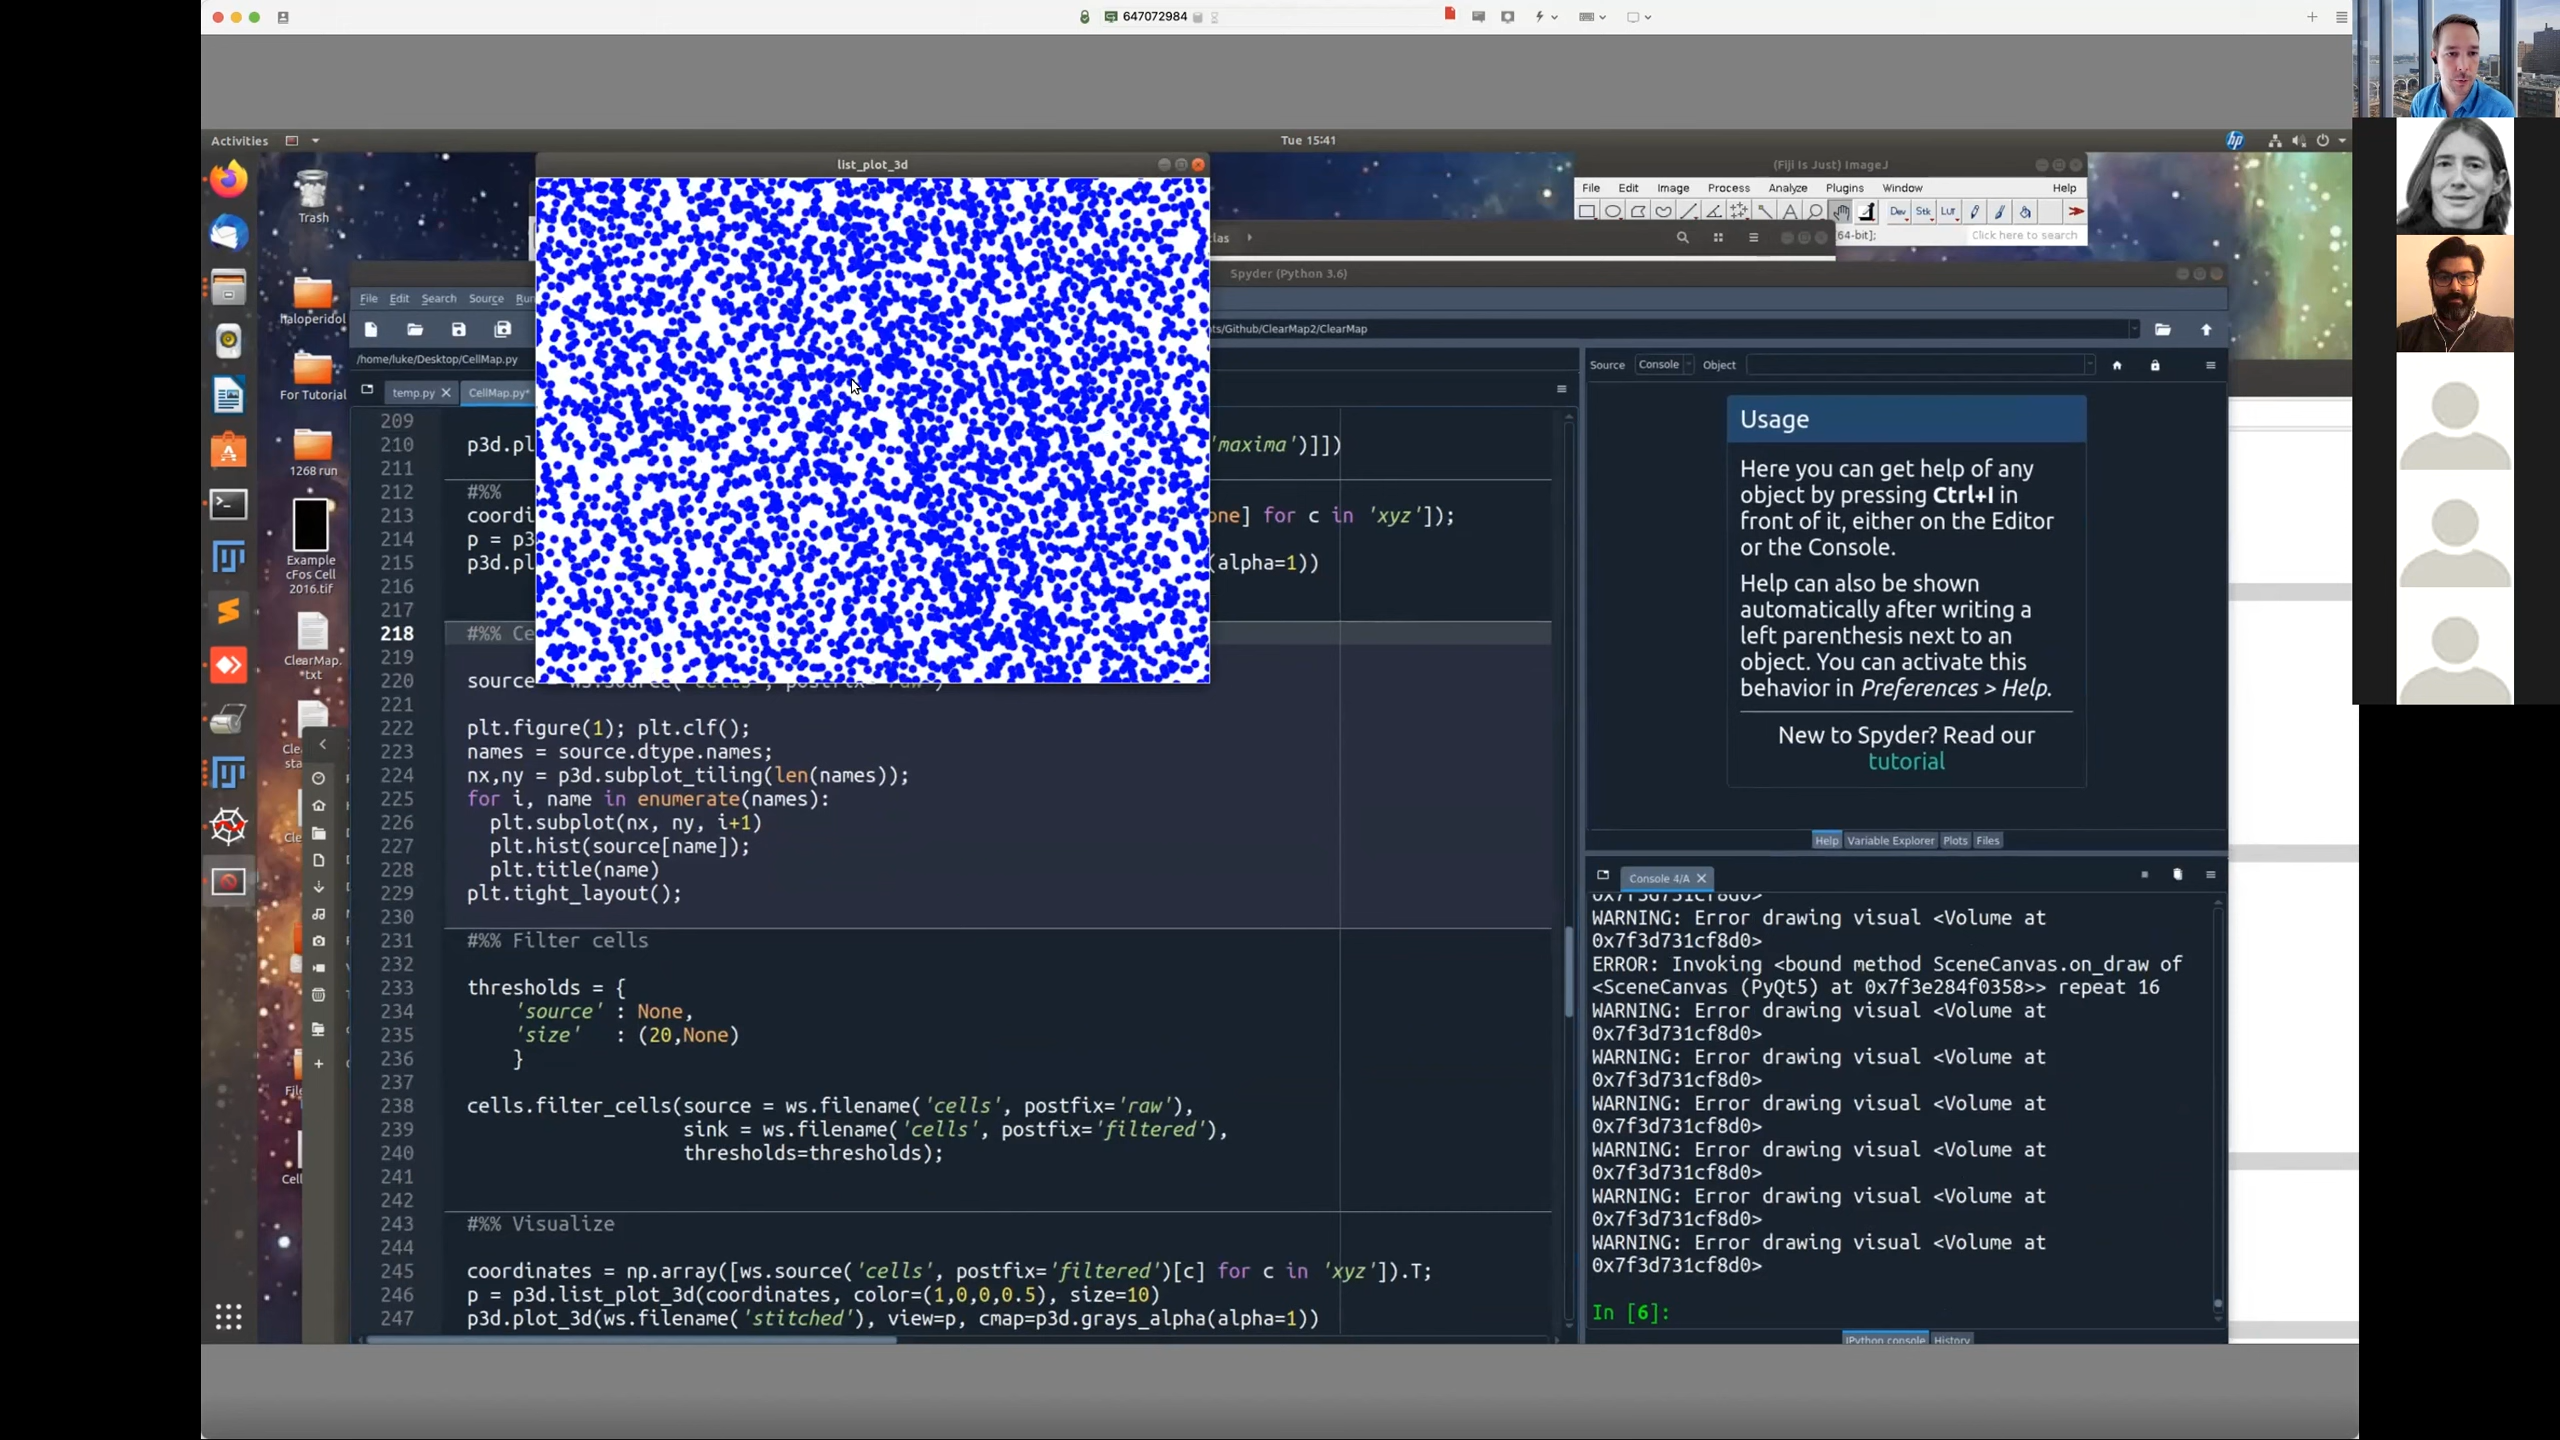 647072984
Activities
Tue 15:41
list_plot_3d
(Fiji Is Just) ImageJ
File Edit Image Process Analyze Plugins Window Help
Dev Stk Lut
[64-bit];
Click here to search
Trash
haloperidol
For Tutorial
1268 run
Example
cFos Cell
2016.tif
ClearMap.
*txt
Spyder (Python 3.6)
File Edit Search Source Run
ts/Github/ClearMap2/ClearMap
/home/luke/Desktop/CellMap.py
temp.py
CellMap.py*
209
210 p3d.pl 'maxima')]])
211
212 #%%
213 coordi one] for c in 'xyz']);
214 p = p3
215 p3d.pl (alpha=1))
216
217
218 #%% Ce
219
220 source = ws.source('cells', postfix='raw')
221
222 plt.figure(1); plt.clf();
223 names = source.dtype.names;
224 nx,ny = p3d.subplot_tiling(len(names));
225 for i, name in enumerate(names):
226 plt.subplot(nx, ny, i+1)
227 plt.hist(source[name]);
228 plt.title(name)
229 plt.tight_layout();
230
231 #%% Filter cells
232
233 thresholds = {
234 'source' : None,
235 'size' : (20,None)
236 }
237
238 cells.filter_cells(source = ws.filename('cells', postfix='raw'),
239 sink = ws.filename('cells', postfix='filtered'),
240 thresholds=thresholds);
241
242
243 #%% Visualize
244
245 coordinates = np.array([ws.source('cells', postfix='filtered')[c] for c in 'xyz']).T;
246 p = p3d.list_plot_3d(coordinates, color=(1,0,0,0.5), size=10)
247 p3d.plot_3d(ws.filename('stitched'), view=p, cmap=p3d.grays_alpha(alpha=1))
Source Console Object
Usage
Here you can get help of any
object by pressing Ctrl+I in
front of it, either on the Editor
or the Console.
Help can also be shown
automatically after writing a
left parenthesis next to an
object. You can activate this
behavior in Preferences > Help.
New to Spyder? Read our
tutorial
Help Variable Explorer Plots Files
Console 4/A
0x7f3d731cf8d0>
WARNING: Error drawing visual <Volume at
0x7f3d731cf8d0>
ERROR: Invoking <bound method SceneCanvas.on_draw of
<SceneCanvas (PyQt5) at 0x7f3e284f0358>> repeat 16
WARNING: Error drawing visual <Volume at
0x7f3d731cf8d0>
WARNING: Error drawing visual <Volume at
0x7f3d731cf8d0>
WARNING: Error drawing visual <Volume at
0x7f3d731cf8d0>
WARNING: Error drawing visual <Volume at
0x7f3d731cf8d0>
WARNING: Error drawing visual <Volume at
0x7f3d731cf8d0>
WARNING: Error drawing visual <Volume at
0x7f3d731cf8d0>
In [6]:
IPython console History